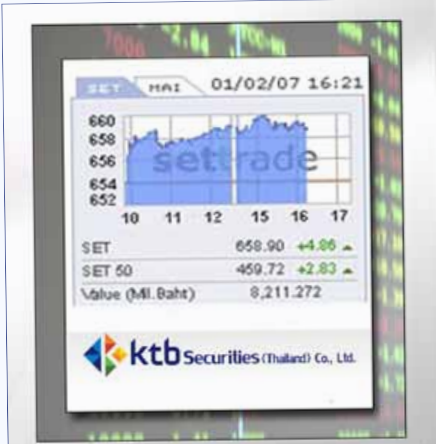 SET MAI 01/02/07 16:21
660
658
656
654
652
settrade
10 11 12 15 16 17
SET 658.90 +4.86
SET 50 459.72 +2.83
Value (Mil.Baht) 8,211.272
ktb Securities (Thailand) Co., Ltd.